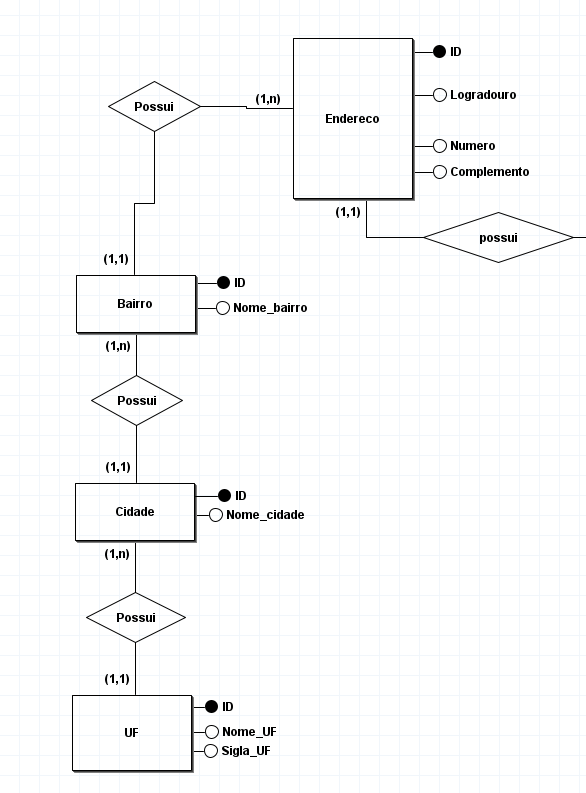 ID
Possui
(1,n)
Logradouro
Endereco
Numero
Complemento
(1,1)
possui
(1,1)
ID
Bairro
Nome_bairro
(1,n)
Possui
(1,1)
ID
Cidade
Nome_cidade
(1,n)
Possui
(1,1)
ID
UF
Nome_UF
Sigla_UF